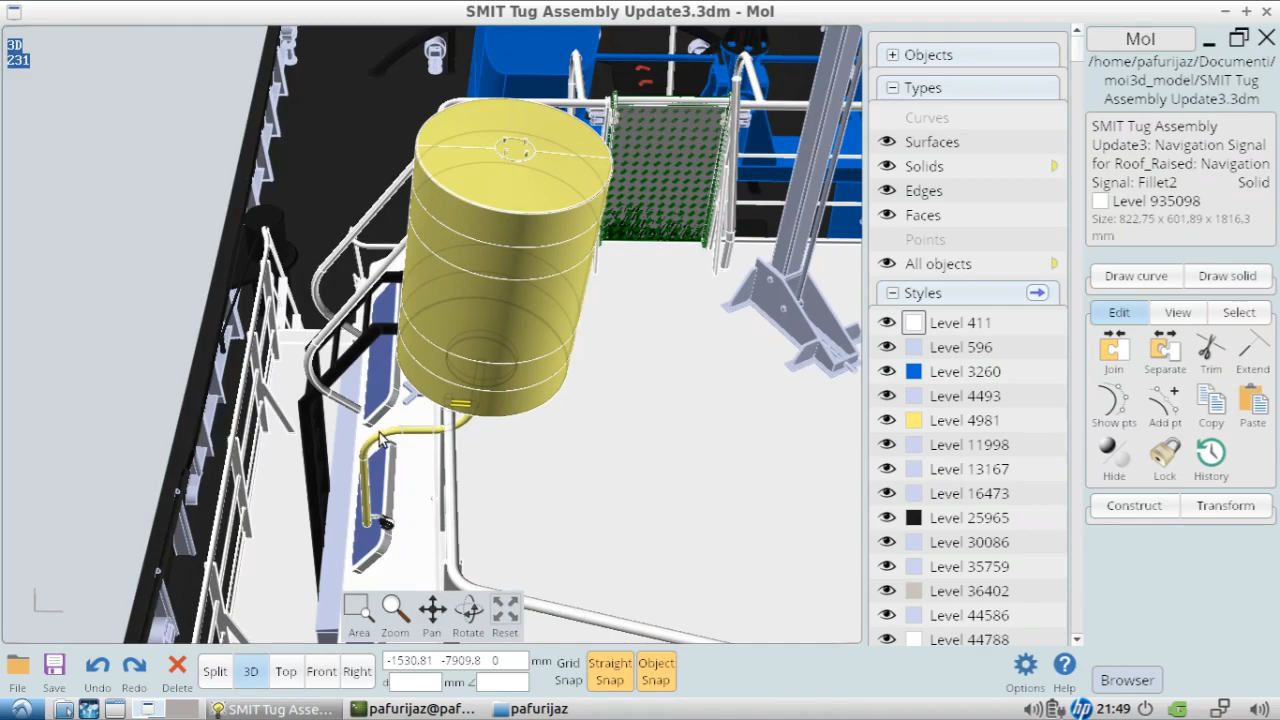 SMIT Tug Assembly Update3.3dm - MoI
3D
231
Objects
Types
Curves
Surfaces
Solids
Edges
Faces
Points
All objects
Styles
Level 411
Level 596
Level 3260
Level 4493
Level 4981
Level 11998
Level 13167
Level 16473
Level 25965
Level 30086
Level 35759
Level 36402
Level 44586
Level 44788
MoI
/home/pafurijaz/Documenti/
moi3d_model/SMIT Tug
Assembly Update3.3dm
SMIT Tug Assembly
Update3: Navigation Signal
for Roof_Raised: Navigation
Signal: Fillet2 Solid
Level 935098
Size: 822.75 x 601.89 x 1816.3
mm
Draw curve Draw solid
Edit View Select
Join Separate Trim Extend
Show pts Add pt Copy Paste
Hide Lock History
Construct Transform
Area Zoom Pan Rotate Reset
File Save Undo Redo Delete
Split 3D Top Front Right
-1530.81 -7909.8 0 mm
d mm ∠
Grid Snap
Straight Snap
Object Snap
Options Help
Browser
SMIT Tug Asse...
pafurijaz@paf...
pafurijaz
hp
21:49